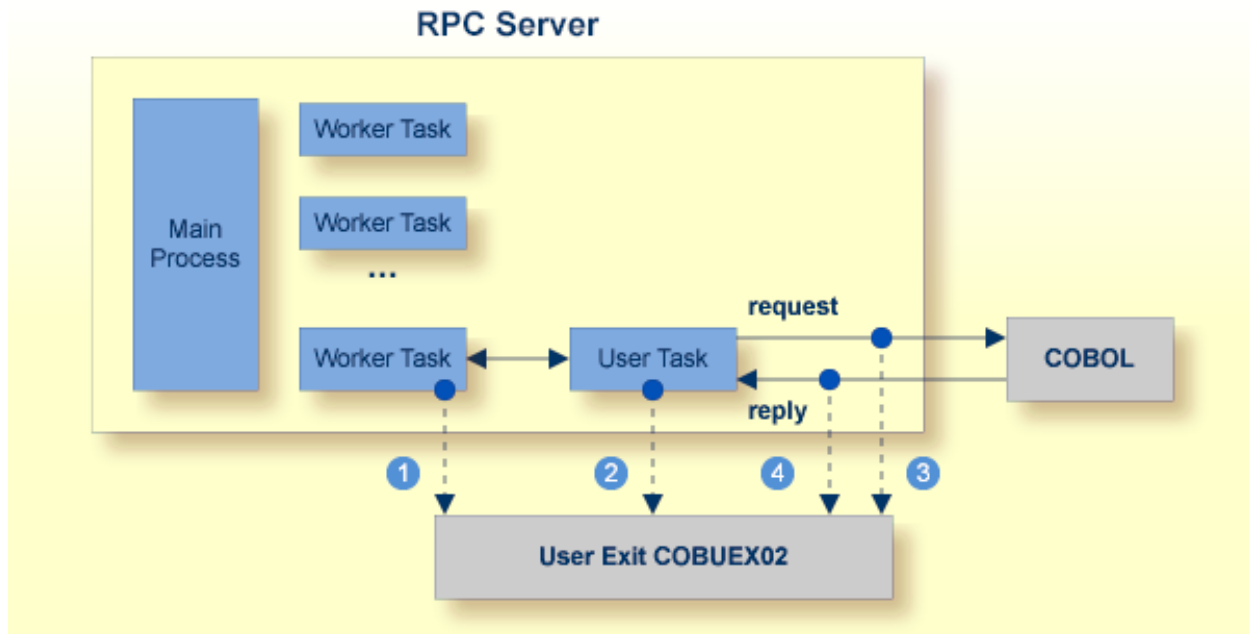 RPC Server
Worker Task
Main
Process
Worker Task
...
request
Worker Task
User Task
COBOL
reply
1
2
4
3
User Exit COBUEX02